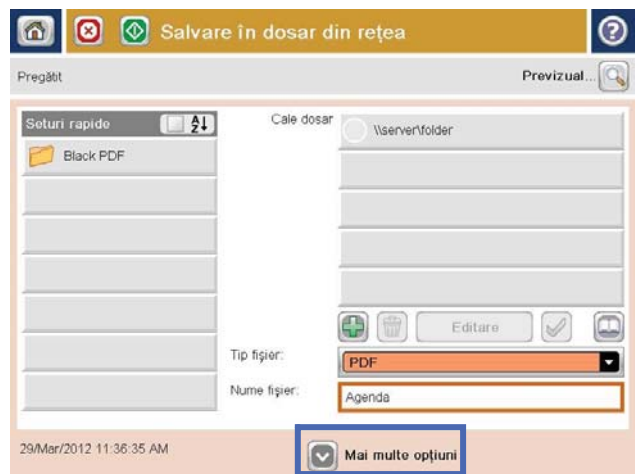 Salvare în dosar din rețea
Pregătit
Previzual...
Seturi rapide
Cale dosar
\\server\folder
Black PDF
Editare
Tip fișier:
PDF
Nume fișier:
Agenda
29/Mar/2012 11:36:35 AM
Mai multe opțiuni